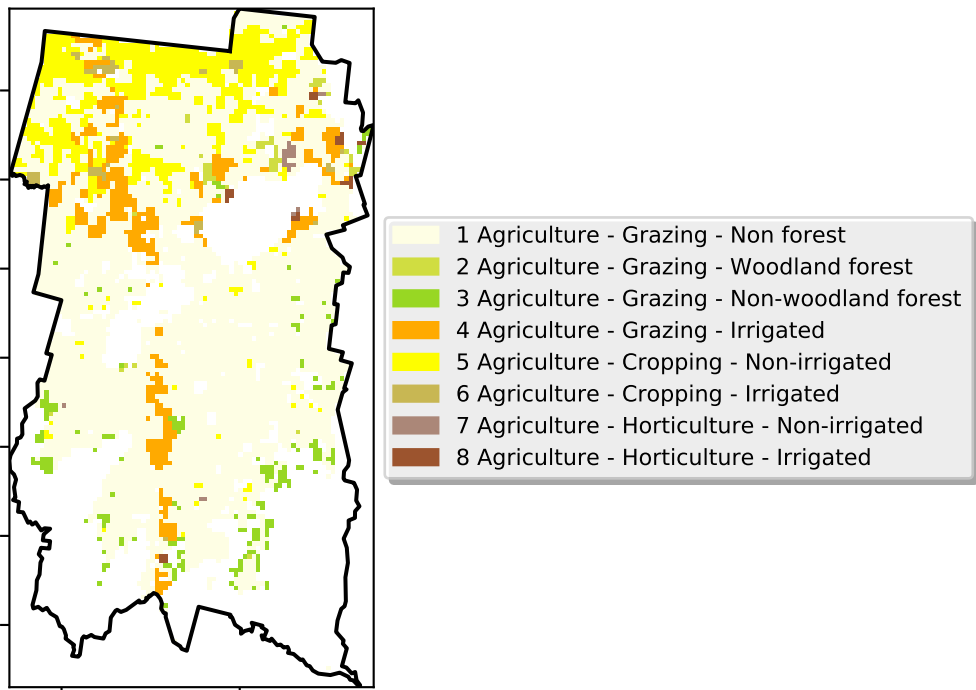 1 Agriculture - Grazing - Non forest
2 Agriculture - Grazing - Woodland forest
3 Agriculture - Grazing - Non-woodland forest
4 Agriculture - Grazing - Irrigated
5 Agriculture - Cropping - Non-irrigated
6 Agriculture - Cropping - Irrigated
7 Agriculture - Horticulture - Non-irrigated
8 Agriculture - Horticulture - Irrigated